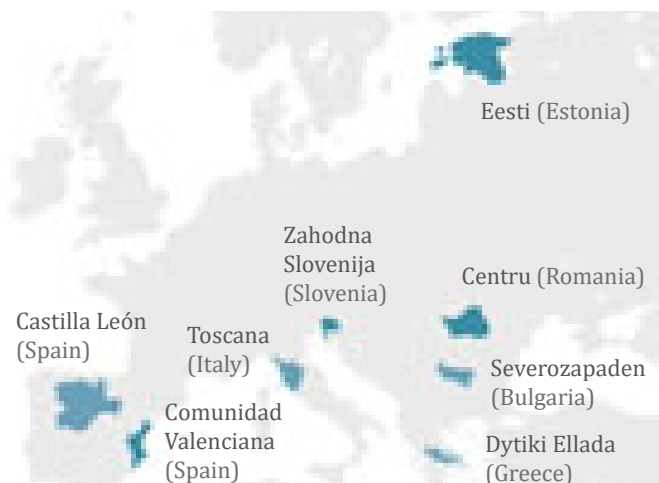 Eesti (Estonia)
Zahodna
Slovenija
(Slovenia)
Centru (Romania)
Castilla León
(Spain)
Toscana
(Italy)
Severozapaden
(Bulgaria)
Comunidad
Valenciana
(Spain)
Dytiki Ellada
(Greece)